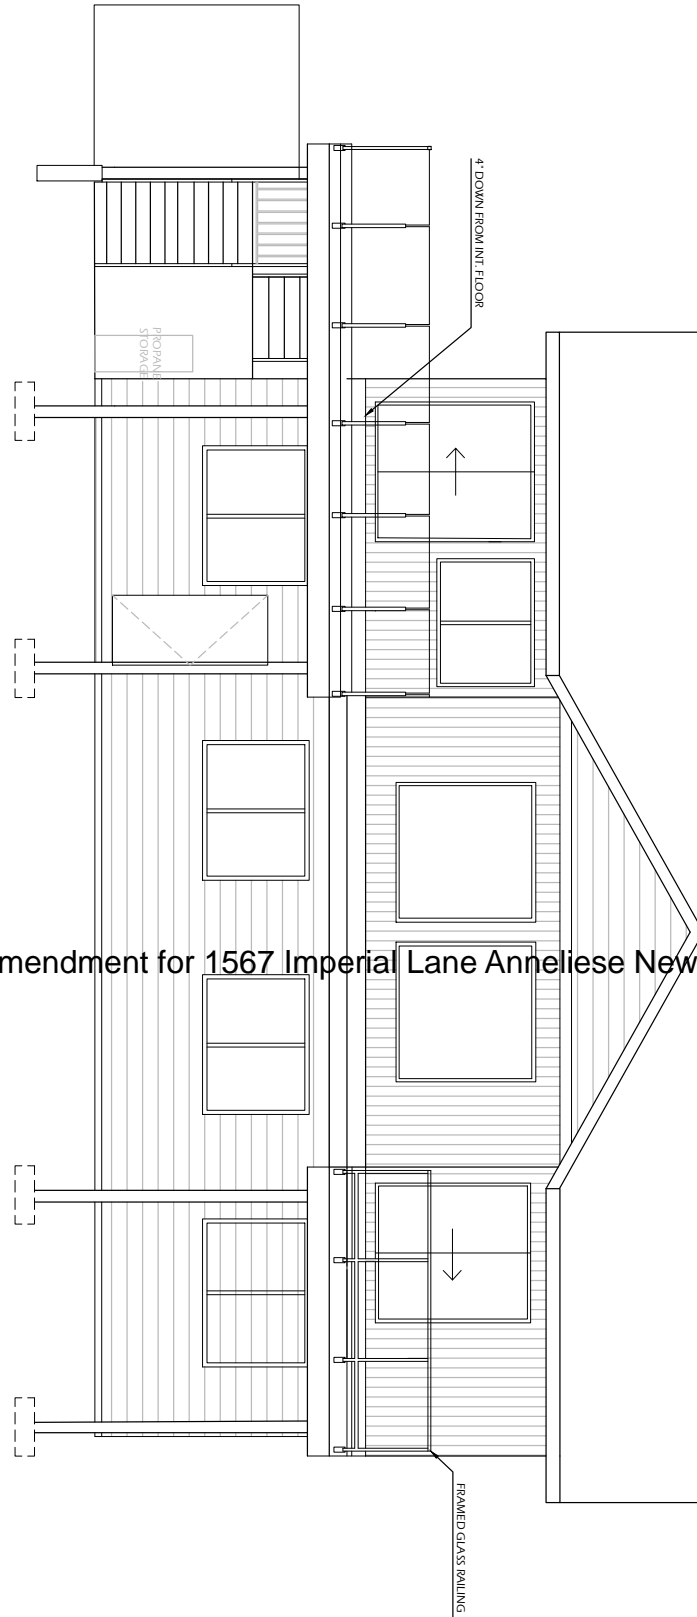 4" DOWN FROM INT. FLOOR
PROPANE
STORAGE
mendment for 1567 Imperial Lane Anneliese New
FRAMED GLASS RAILING